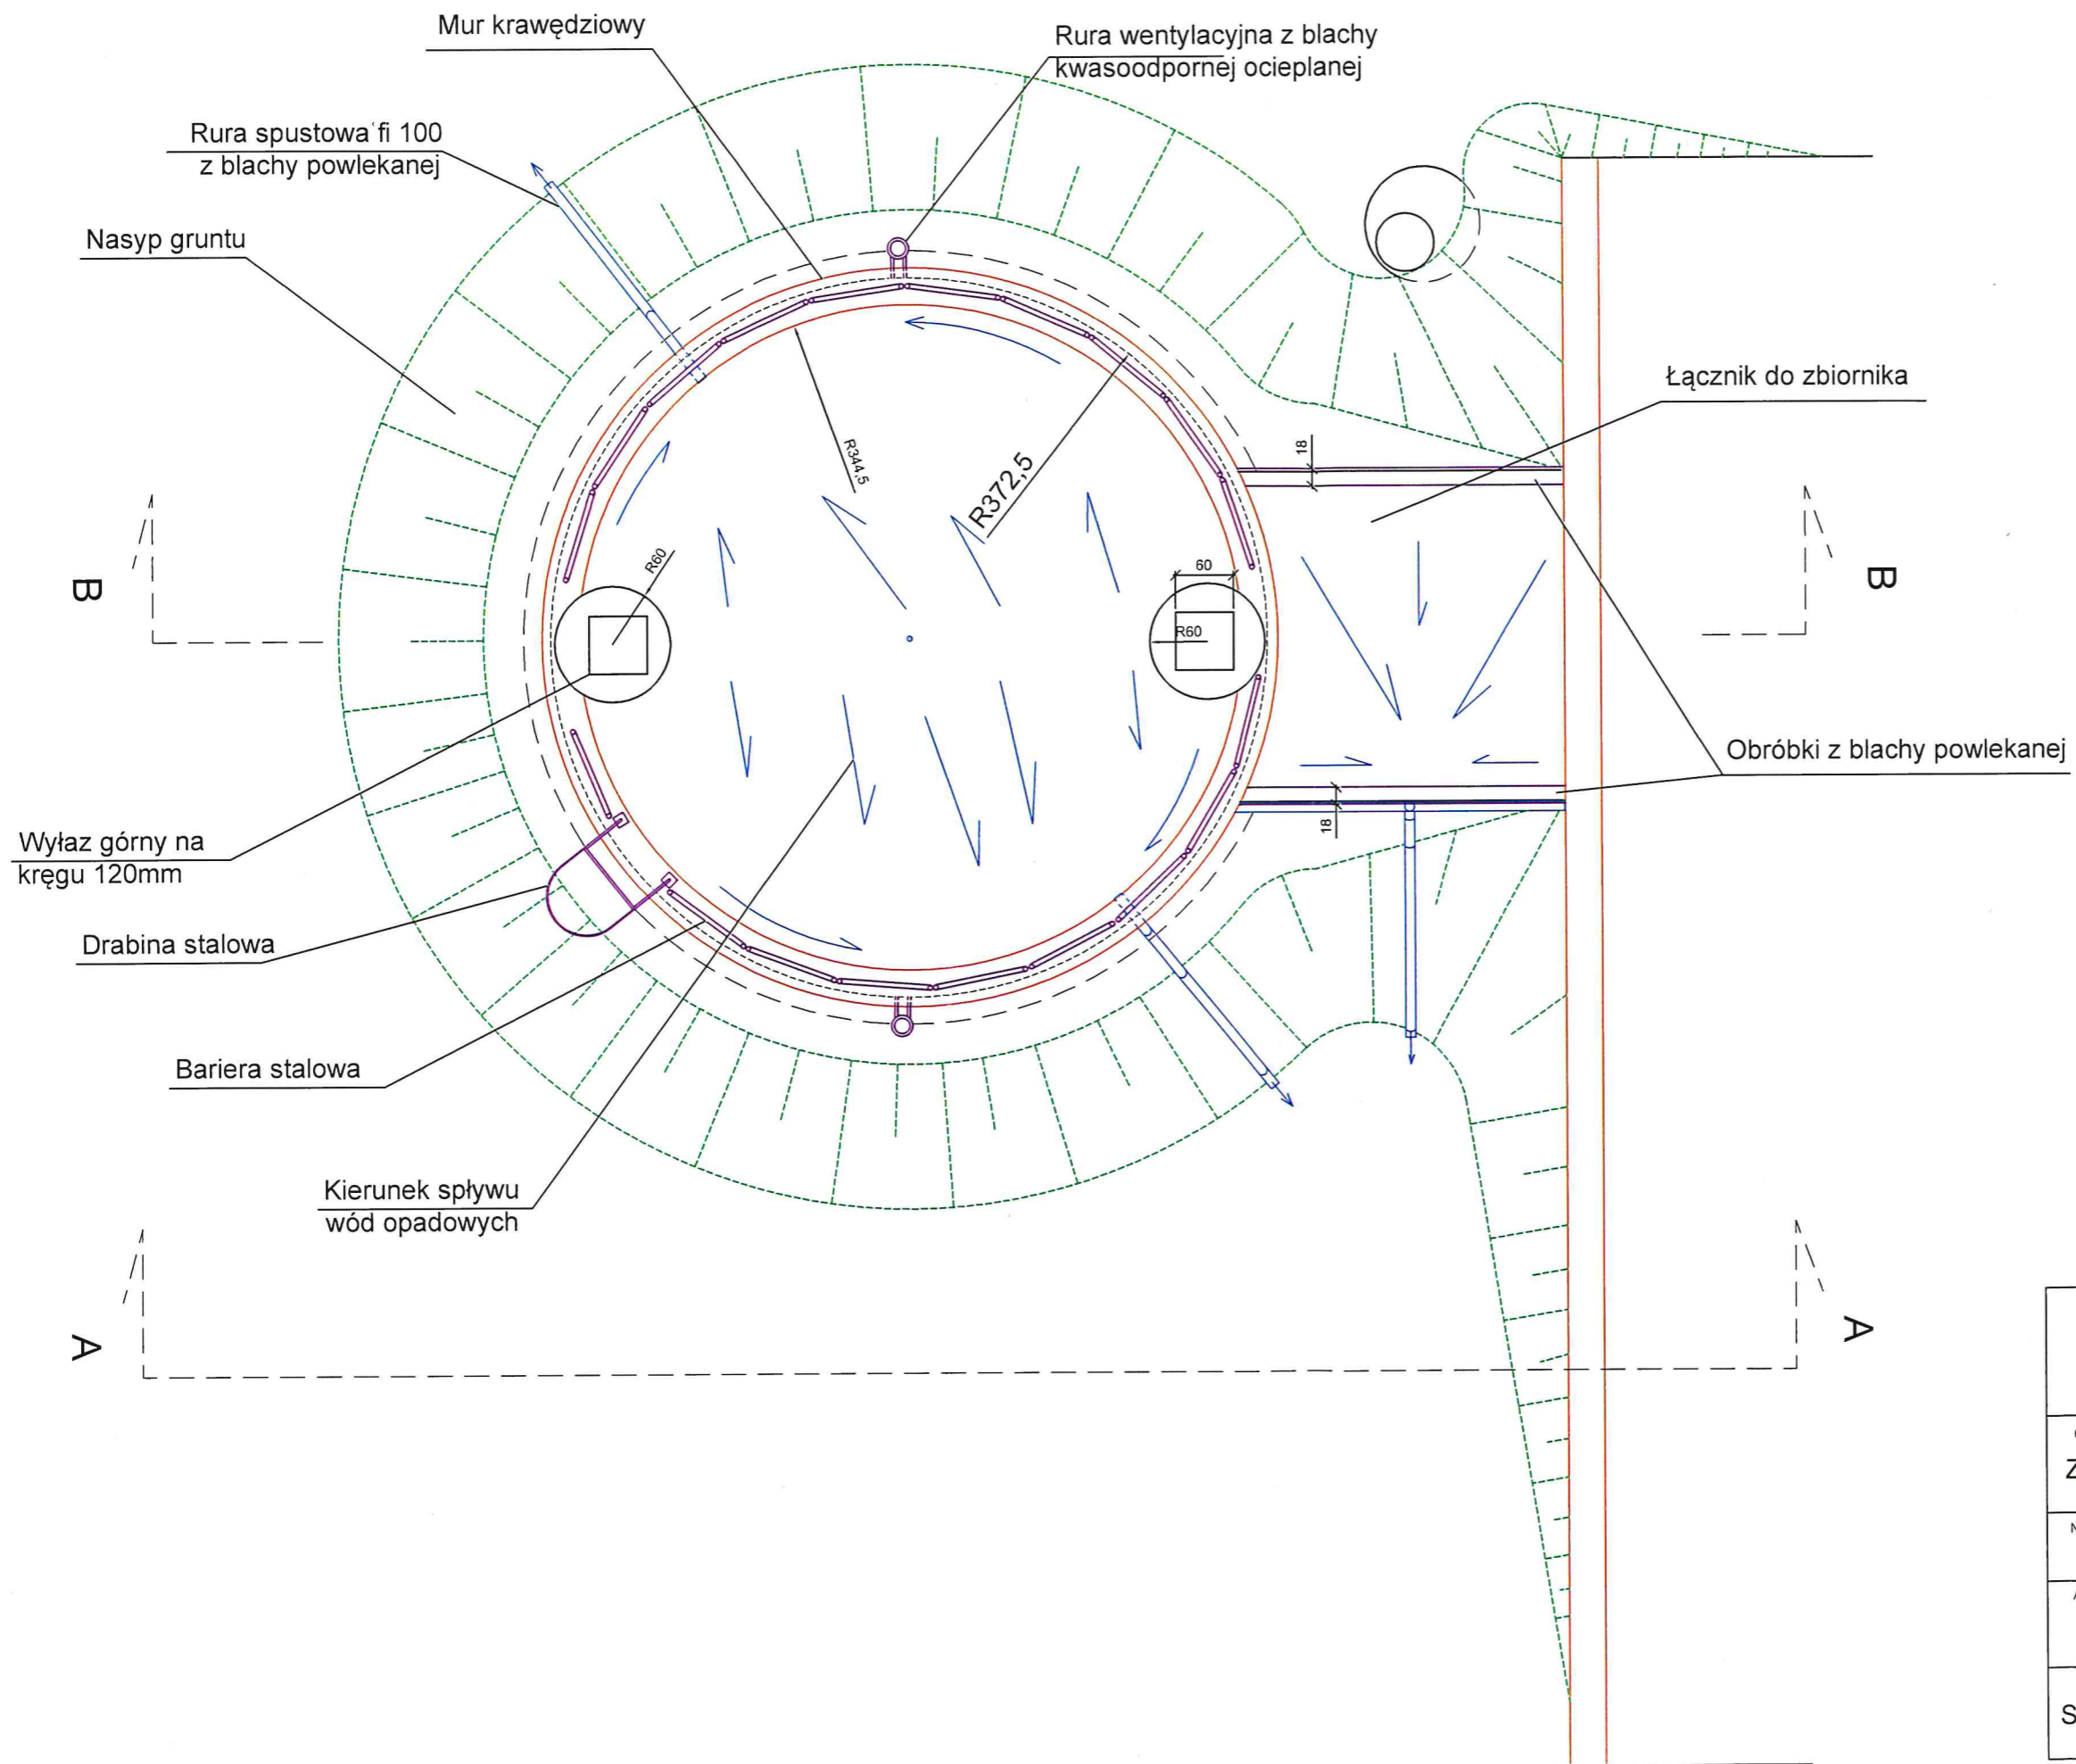 Mur krawędziowy
Rura wentylacyjna z blachy
kwasoodpornej ocieplanej
Rura spustowa fi 100
z blachy powlekanej
Nasyp gruntu
Łącznik do zbiornika
18
R344,5
R372,5
B
R60
60
B
R60
Obróbki z blachy powlekanej
18
Wyłaz górny na
kręgu 120mm
Drabina stalowa
Bariera stalowa
Kierunek spływu
wód opadowych
A
A
Z
S